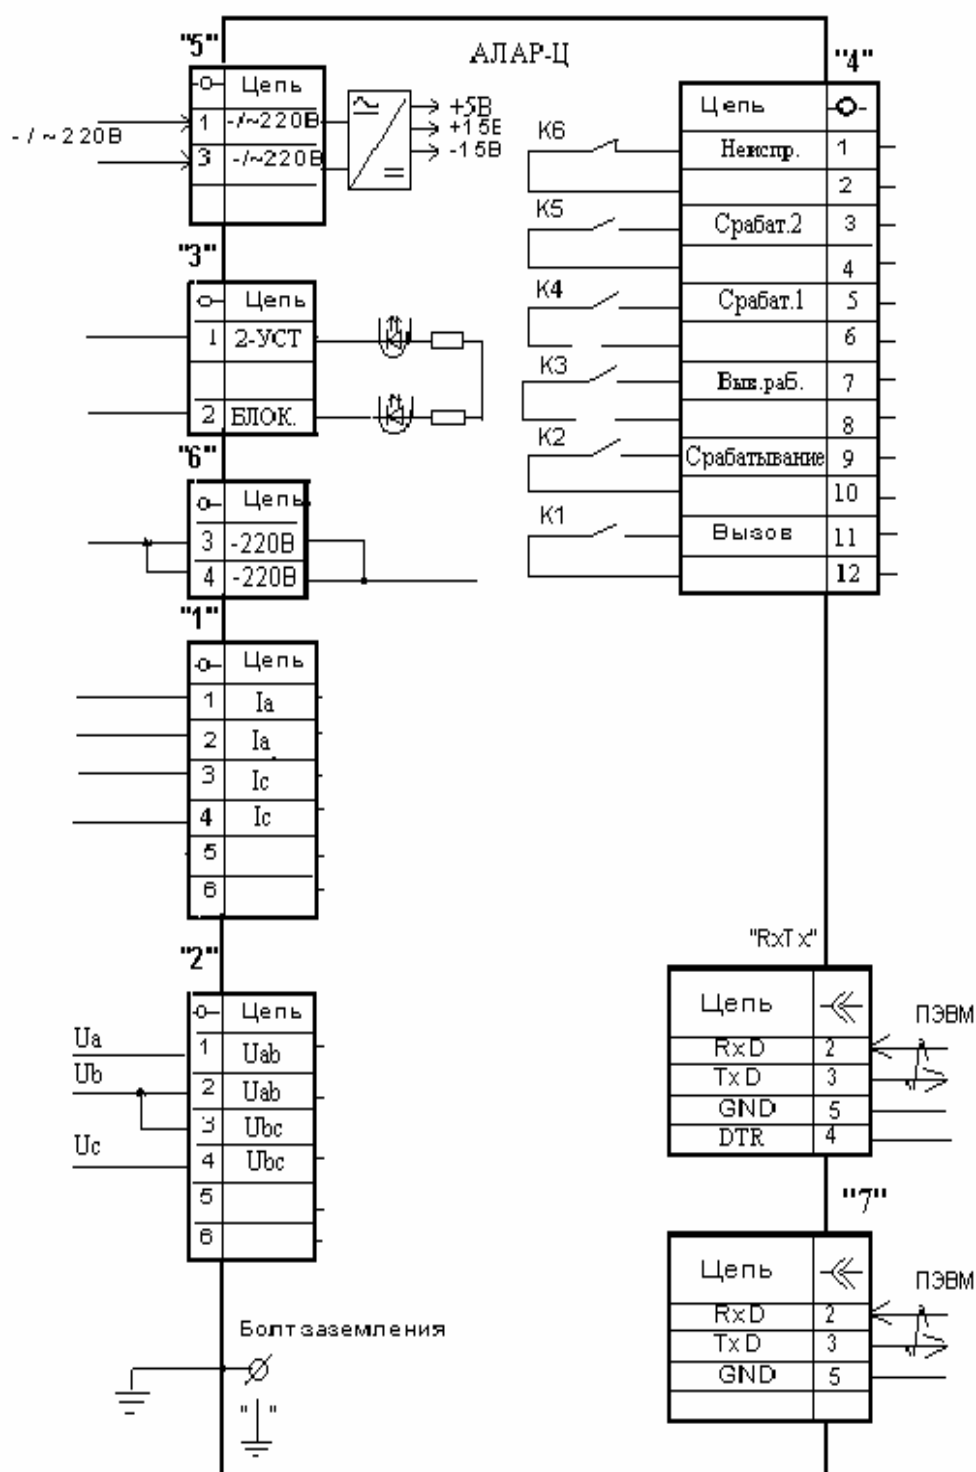 АЛАР-Ц
"5"
Цепь
1 -/~220В
3 -/~220В
-/~220В
+5В
+15В
-15В
"3"
Цепь
1 2-УСТ
2 БЛОК.
"6"
Цепь
3 -220В
4 -220В
"1"
Цепь
1 Ia
2 Ia
3 Ic
4 Ic
5
6
"2"
Цепь
Ua
1 Uab
Ub
2 Uab
3 Ubc
Uc
4 Ubc
5
6
Болт заземления
" "
"4"
Цепь
К6
Неиспр. 1
2
К5
Срабат.2 3
4
К4
Срабат.1 5
6
К3
Выв.раб. 7
8
К2
Срабатывание 9
10
К1
Вызов 11
12
"RxTx"
Цепь
ПЭВМ
RxD 2
TxD 3
GND 5
DTR 4
"7"
Цепь
ПЭВМ
RxD 2
TxD 3
GND 5